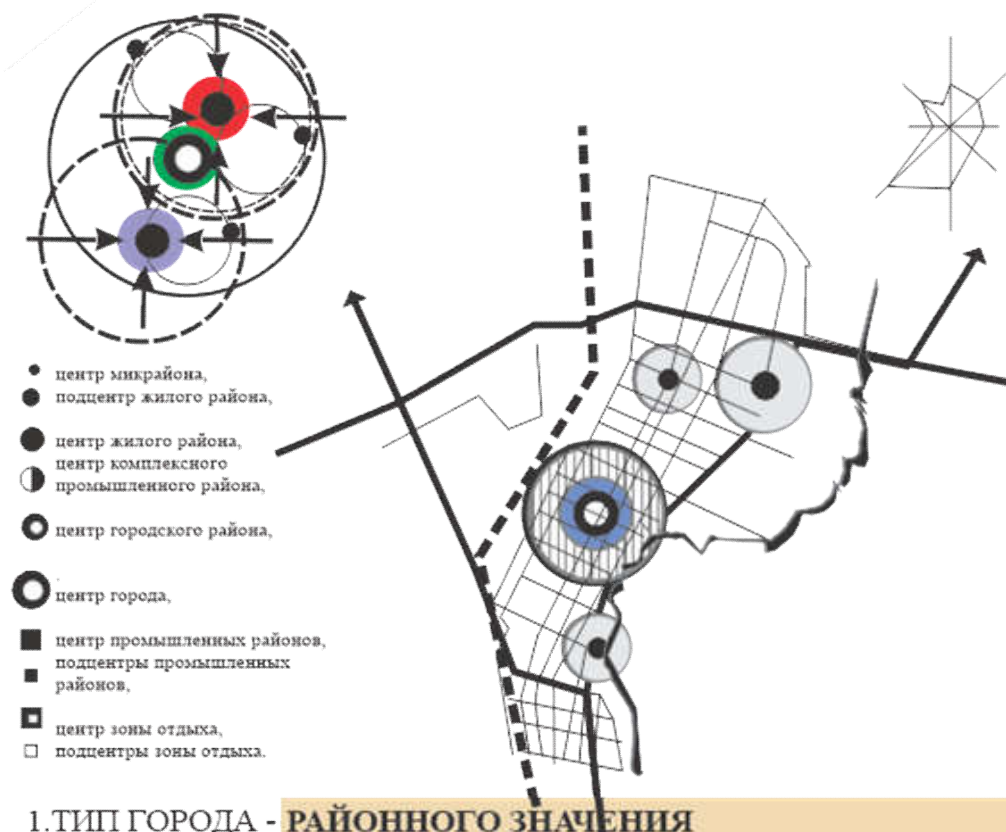 центр микрайона,
подцентр жилого района,
центр жилого района,
центр комплексного
промышленного района,
центр городского района,
центр города,
центр промышленных районов,
подцентры промышленных
районов,
центр зоны отдыха,
подцентры зоны отдыха.
1.ТИП ГОРОДА - РАЙОННОГО ЗНАЧЕНИЯ